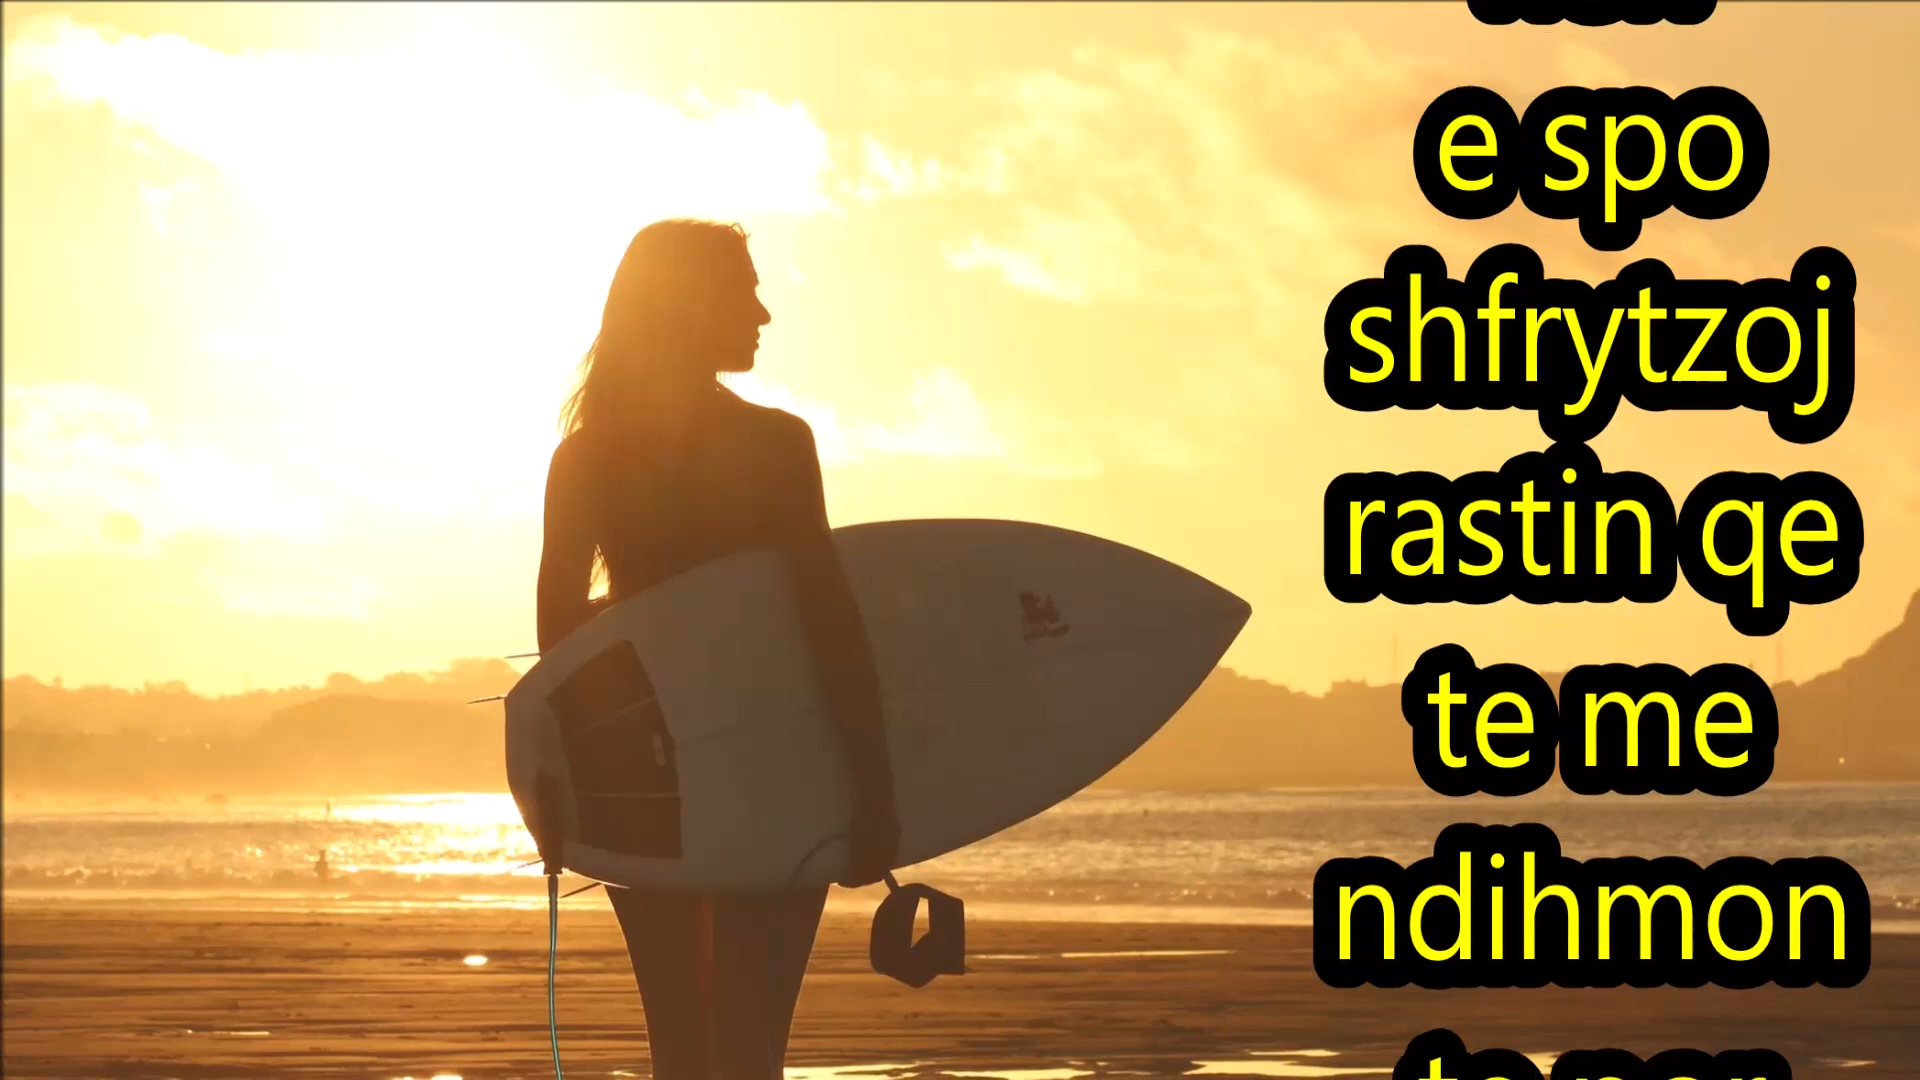 e spo
shfrytzoj
rastin qe
te me
ndihmon